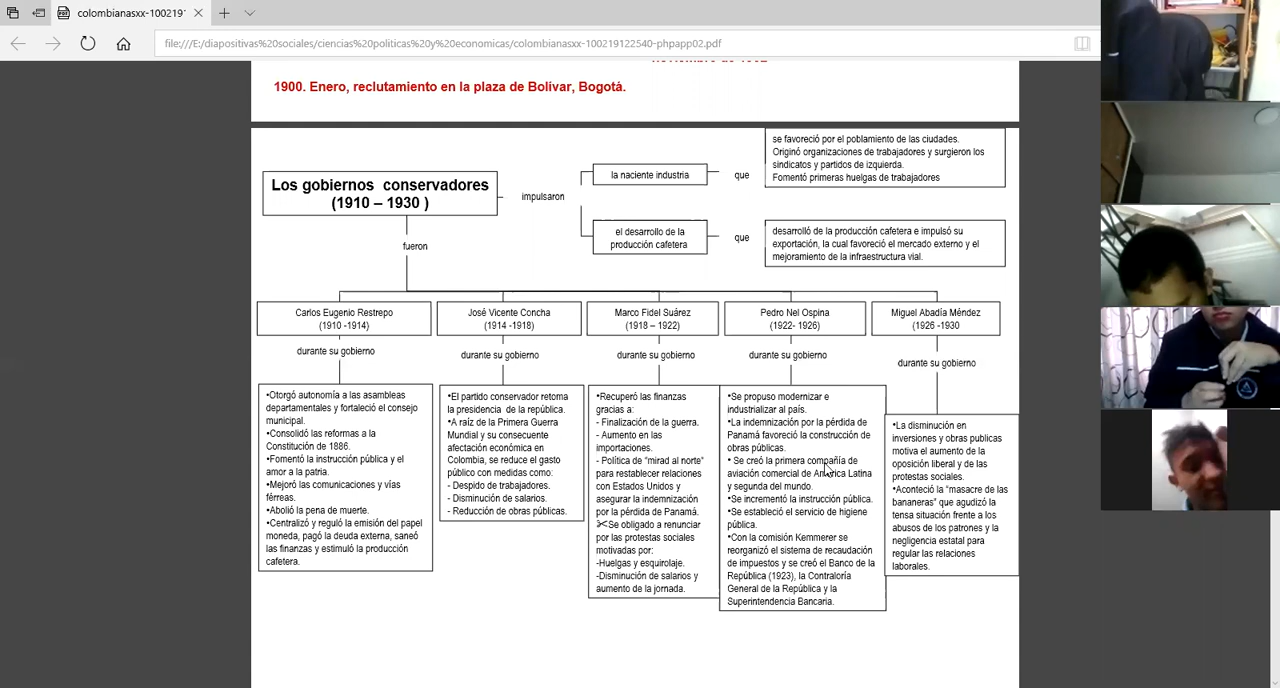 colombianasxx-100219
file:///E:/diapositivas%20sociales/ciencias%20politicas%20y%20economicas/colombianasxx-100219122540-phpapp02.pdf
1900. Enero, reclutamiento en la plaza de Bolívar, Bogotá.
se favoreció por el poblamiento de las ciudades.
Originó organizaciones de trabajadores y surgieron los
sindicatos y partidos de izquierda.
Fomentó primeras huelgas de trabajadores
la naciente industria
que
Los gobiernos conservadores
(1910 – 1930 )
impulsaron
el desarrollo de la
producción cafetera
que
desarrolló de la producción cafetera e impulsó su
exportación, la cual favoreció el mercado externo y el
mejoramiento de la infraestructura vial.
fueron
Carlos Eugenio Restrepo
(1910 -1914)
durante su gobierno
•Otorgó autonomía a las asambleas
departamentales y fortaleció el consejo
municipal.
•Consolidó las reformas a la
Constitución de 1886.
•Fomentó la instrucción pública y el
amor a la patria.
•Mejoró las comunicaciones y vías
férreas.
•Abolió la pena de muerte.
•Centralizó y reguló la emisión del papel
moneda, pagó la deuda externa, saneó
las finanzas y estimuló la producción
cafetera.
José Vicente Concha
(1914 -1918)
durante su gobierno
•El partido conservador retoma
la presidencia de la república.
•A raíz de la Primera Guerra
Mundial y su consecuente
afectación económica en
Colombia, se reduce el gasto
público con medidas como:
- Despido de trabajadores.
- Disminución de salarios.
- Reducción de obras públicas.
Marco Fidel Suárez
(1918 – 1922)
durante su gobierno
•Recuperó las finanzas
gracias a:
- Finalización de la guerra.
- Aumento en las
importaciones.
- Política de “mirad al norte”
para restablecer relaciones
con Estados Unidos y
asegurar la indemnización
por la pérdida de Panamá.
✂Se obligado a renunciar
por las protestas sociales
motivadas por:
-Huelgas y esquirolaje.
-Disminución de salarios y
aumento de la jornada.
Pedro Nel Ospina
(1922- 1926)
durante su gobierno
•Se propuso modernizar e
industrializar al país.
•La indemnización por la pérdida de
Panamá favoreció la construcción de
obras públicas.
• Se creó la primera compañía de
aviación comercial de América Latina
y segunda del mundo.
•Se incrementó la instrucción pública.
•Se estableció el servicio de higiene
pública.
•Con la comisión Kemmerer se
reorganizó el sistema de recaudación
de impuestos y se creó el Banco de la
República (1923), la Contraloría
General de la República y la
Superintendencia Bancaria.
Miguel Abadía Méndez
(1926 -1930
durante su gobierno
•La disminución en
inversiones y obras publicas
motiva el aumento de la
oposición liberal y de las
protestas sociales.
•Aconteció la “masacre de las
bananeras” que agudizó la
tensa situación frente a los
abusos de los patrones y la
negligencia estatal para
regular las relaciones
laborales.